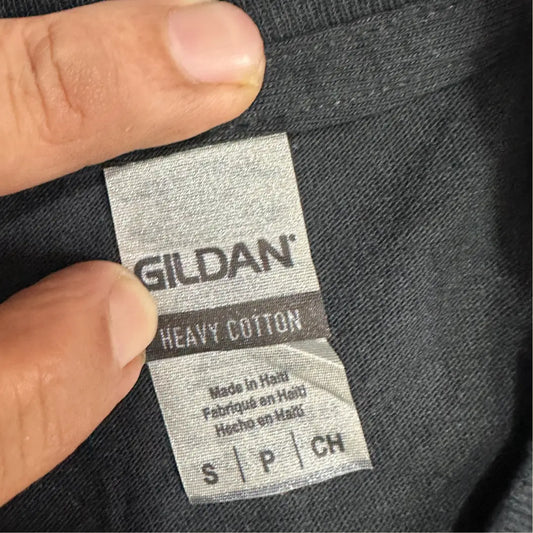 GILDAN®
HEAVY COTTON
Made in Haiti
Fabriqué en Haïti
Hecho en Haití
S | P | CH